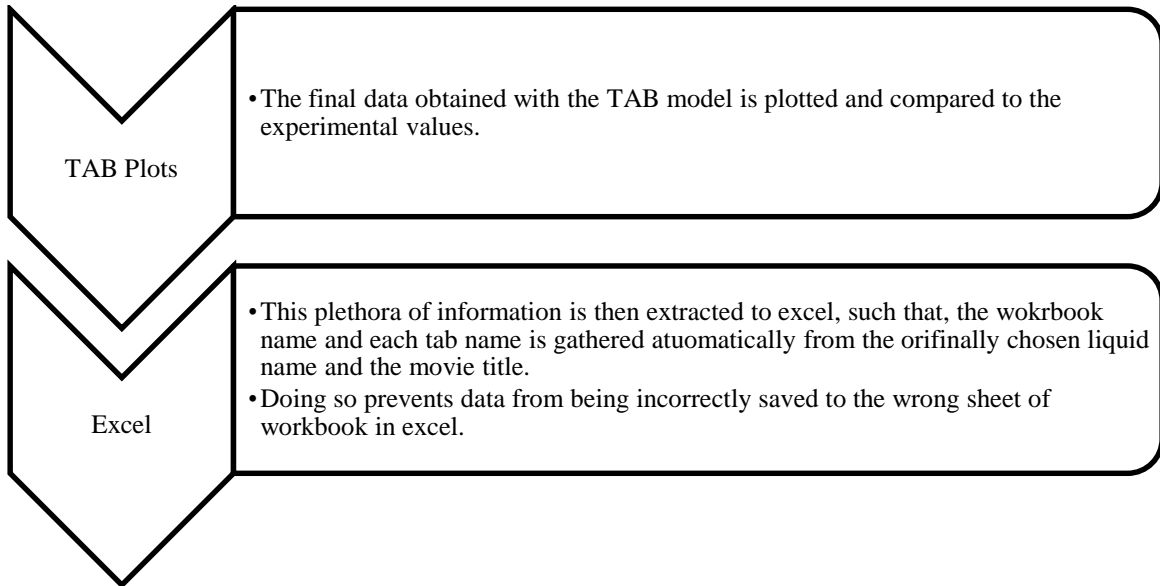 TAB Plots
•The final data obtained with the TAB model is plotted and compared to the
experimental values.
Excel
•This plethora of information is then extracted to excel, such that, the wokrbook
name and each tab name is gathered atuomatically from the orifinally chosen liquid
name and the movie title.
•Doing so prevents data from being incorrectly saved to the wrong sheet of
workbook in excel.